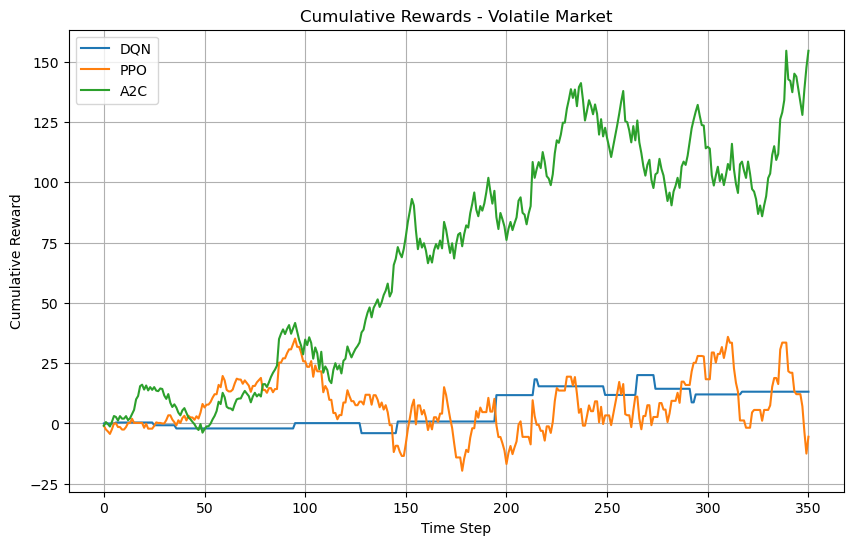 Cumulative Rewards - Volatile Market
DQN
PPO
A2C
150
125
100
75
50
25
0
−25
Cumulative Reward
0 50 100 150 200 250 300 350
Time Step